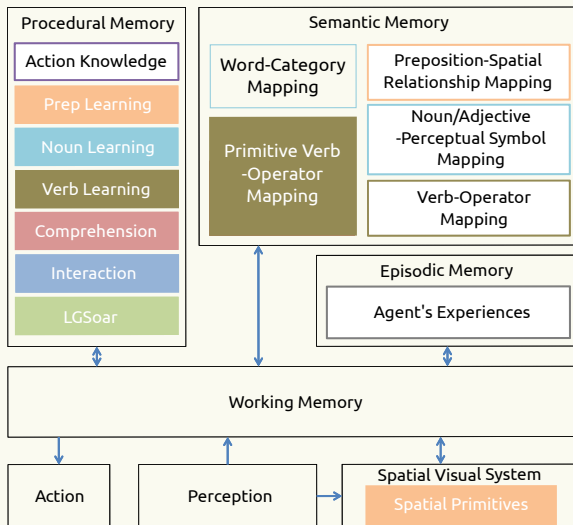 Procedural Memory
Action Knowledge
Prep Learning
Noun Learning
Verb Learning
Comprehension
Interaction
LGSoar
Semantic Memory
Word-Category
Mapping
Primitive Verb
-Operator
Mapping
Preposition-Spatial
Relationship Mapping
Noun/Adjective
-Perceptual Symbol
Mapping
Verb-Operator
Mapping
Episodic Memory
Agent's Experiences
Working Memory
Action
Perception
Spatial Visual System
Spatial Primitives